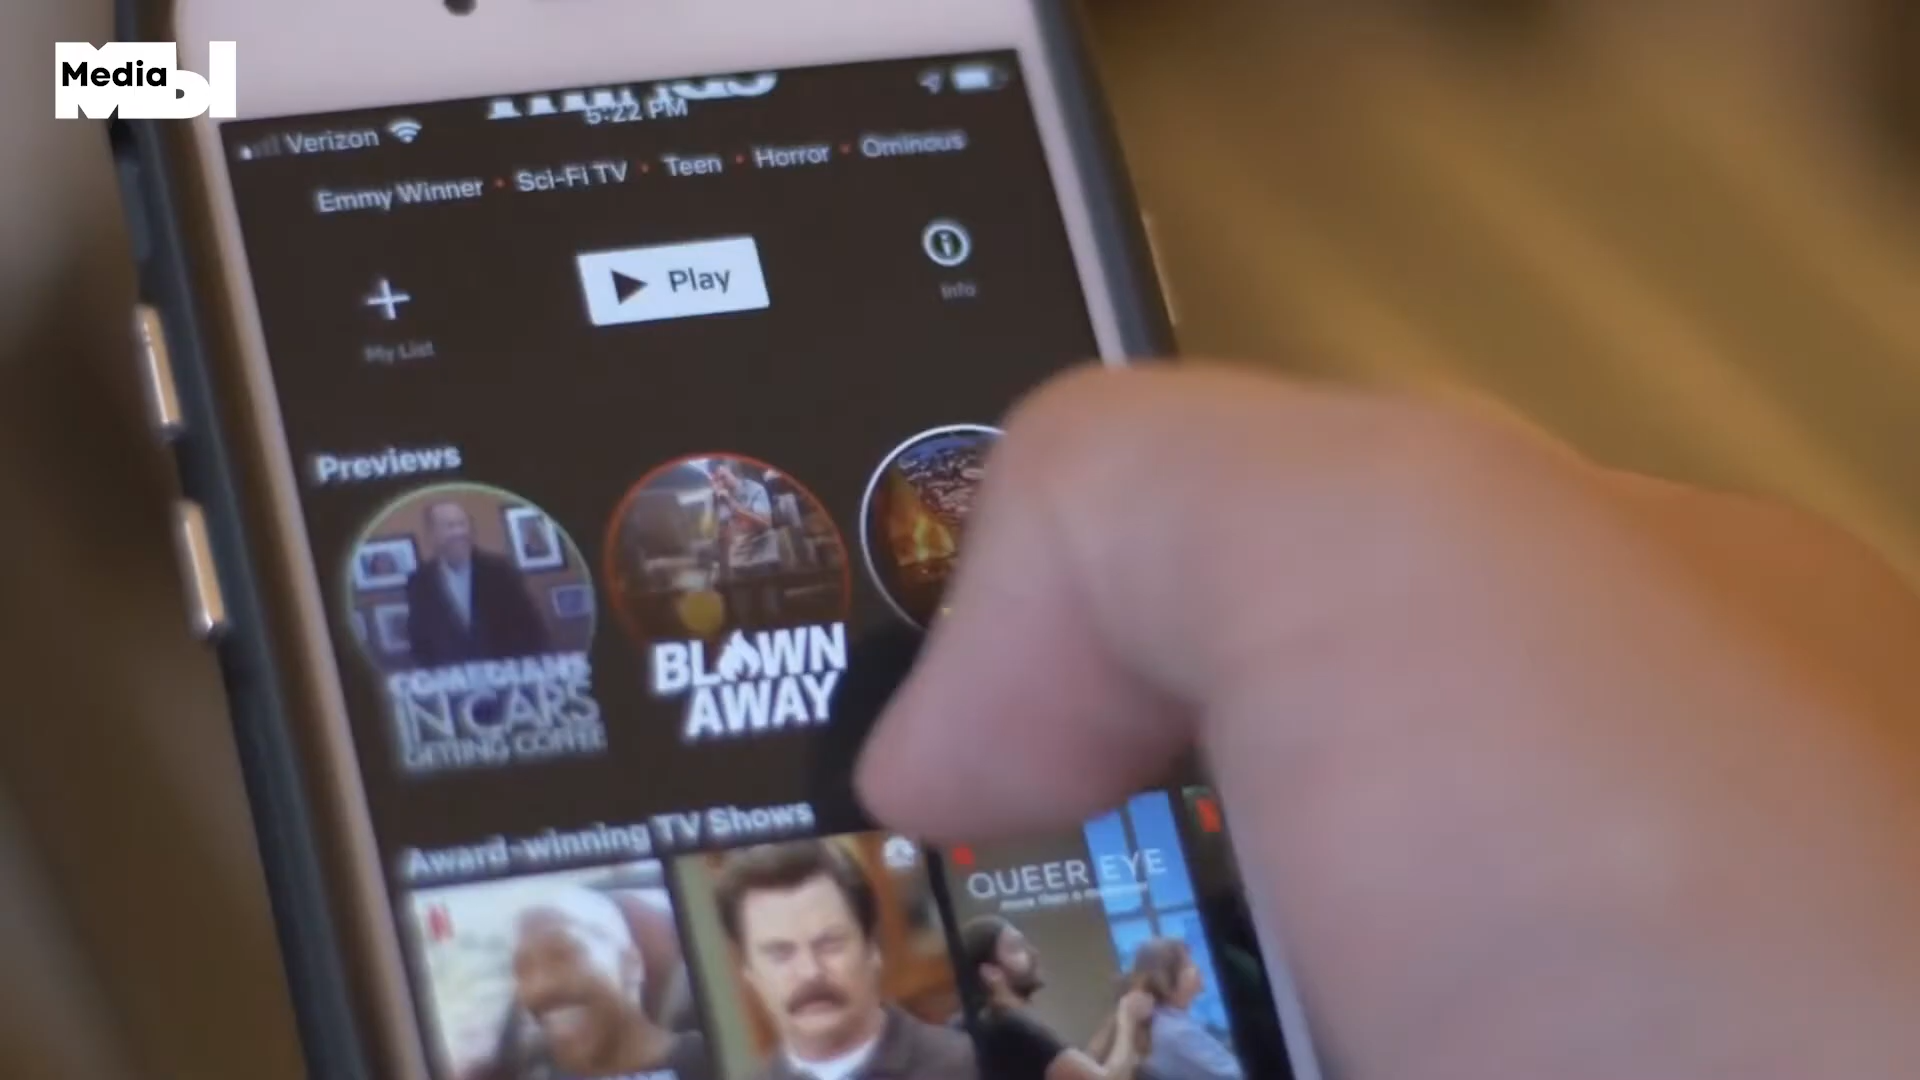 Media
МЫ
5:22 PM
Verizon
Emmy Winner • Sci-Fi TV • Teen • Horror • Ominous
Play
My List
Info
Previews
COMEDIANS
IN CARS
GETTING COFFEE
BLOWN
AWAY
Award-winning TV Shows
QUEER EYE
N